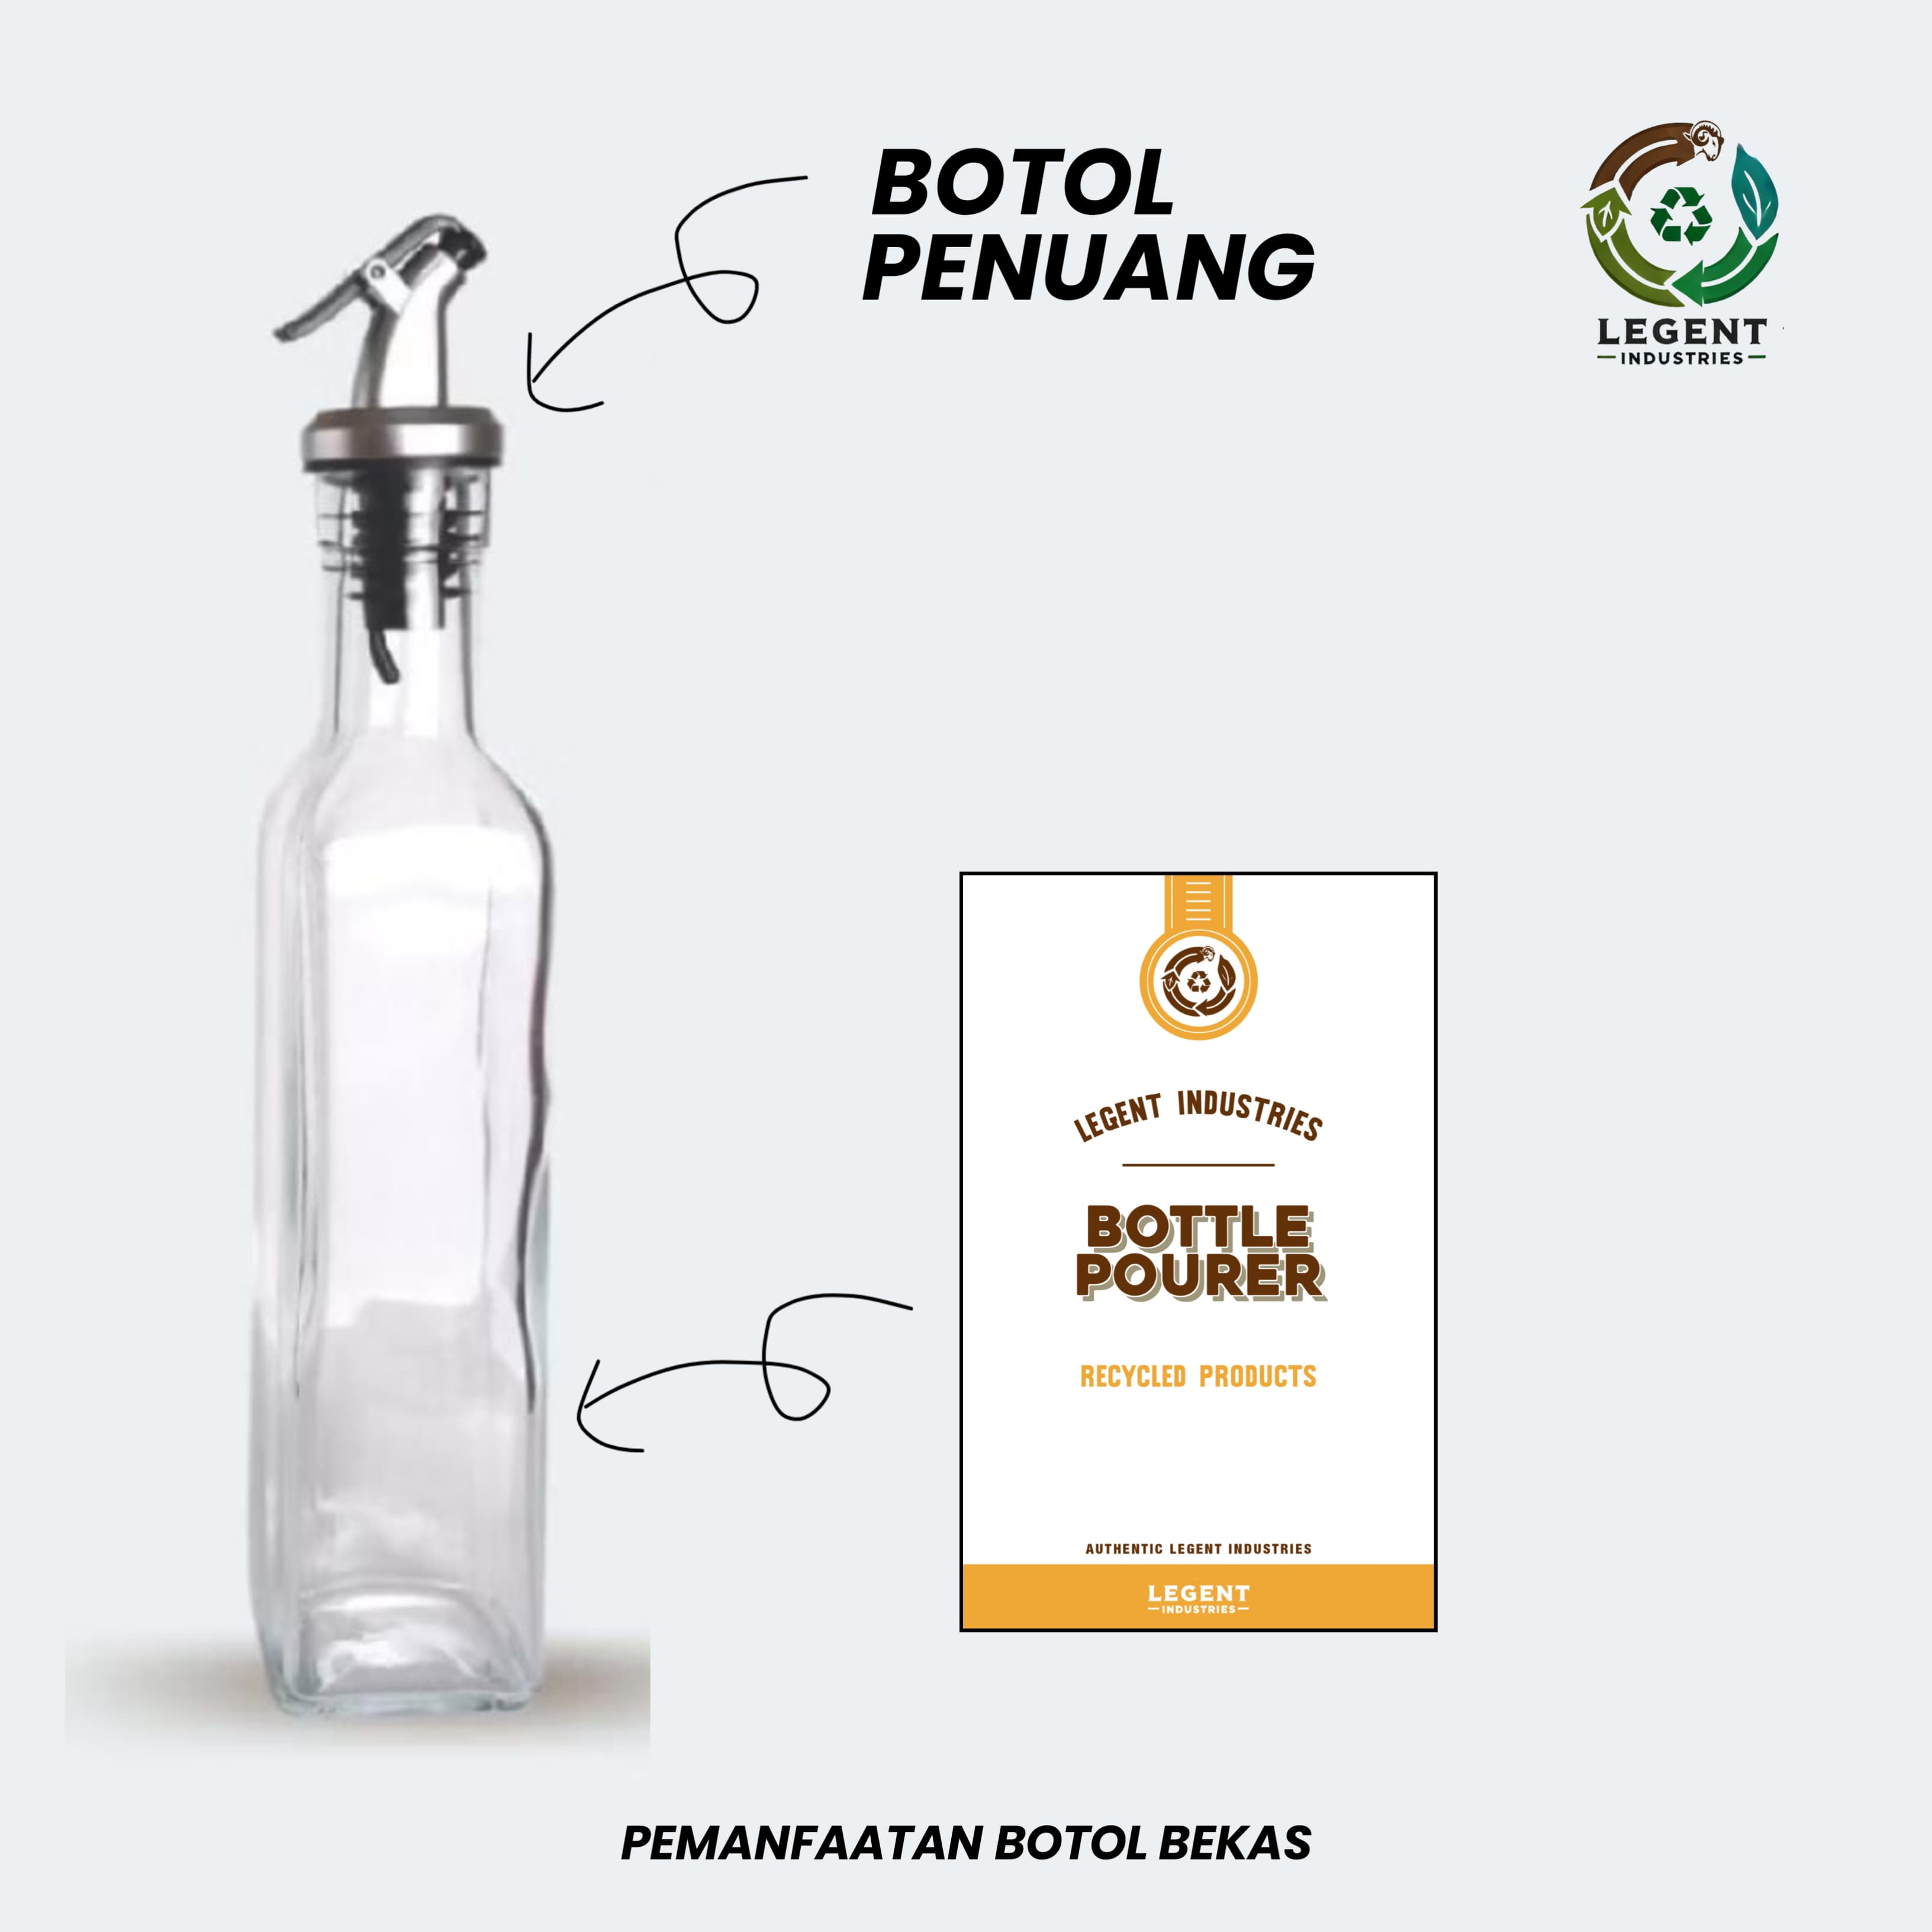 BOTOL
PENUANG
LEGENT
INDUSTRIES
LEGENT INDUSTRIES
BOTTLE
POURER
RECYCLED PRODUCTS
AUTHENTIC LEGENT INDUSTRIES
LEGENT
INDUSTRIES
PEMANFAATAN BOTOL BEKAS